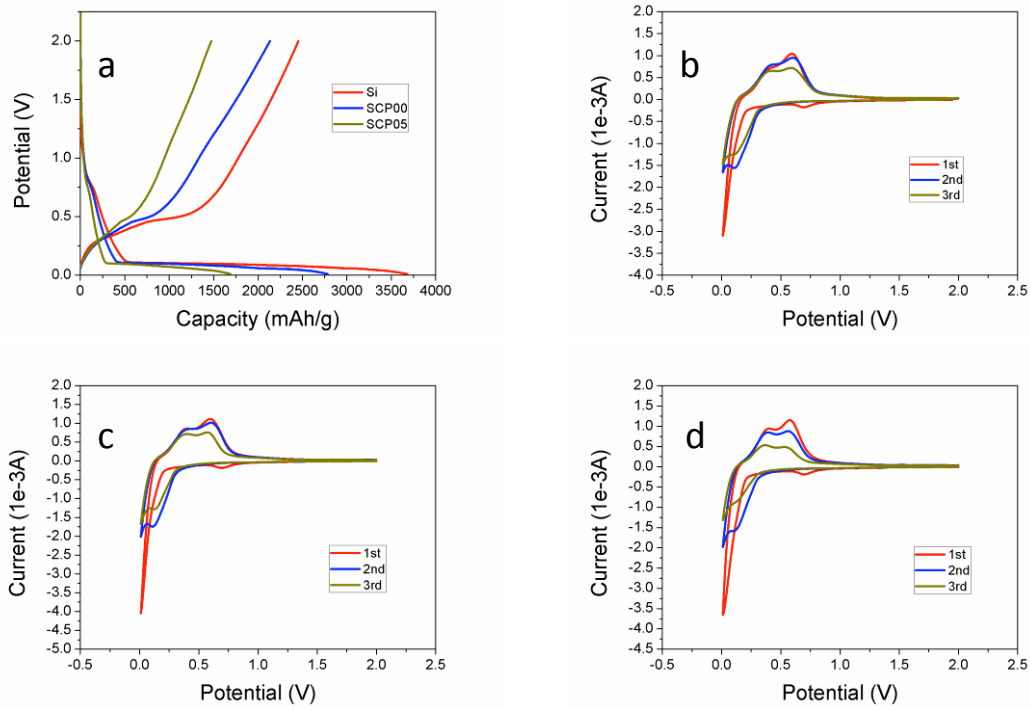 a
2.0
1.5
1.0
0.5
0.0
Potential (V)
Si
SCP00
SCP05
0 500 1000 1500 2000 2500 3000 3500 4000
Capacity (mAh/g)
b
2.0
1.5
1.0
0.5
0.0
-0.5
-1.0
-1.5
-2.0
-2.5
-3.0
-3.5
-4.0
Current (1e-3A)
1st
2nd
3rd
-0.5 0.0 0.5 1.0 1.5 2.0 2.5
Potential (V)
c
2.0
1.5
1.0
0.5
0.0
-0.5
-1.0
-1.5
-2.0
-2.5
-3.0
-3.5
-4.0
-4.5
-5.0
Current (1e-3A)
1st
2nd
3rd
-0.5 0.0 0.5 1.0 1.5 2.0 2.5
Potential (V)
d
2.0
1.5
1.0
0.5
0.0
-0.5
-1.0
-1.5
-2.0
-2.5
-3.0
-3.5
-4.0
-4.5
Current (1e-3A)
1st
2nd
3rd
-0.5 0.0 0.5 1.0 1.5 2.0 2.5
Potential (V)